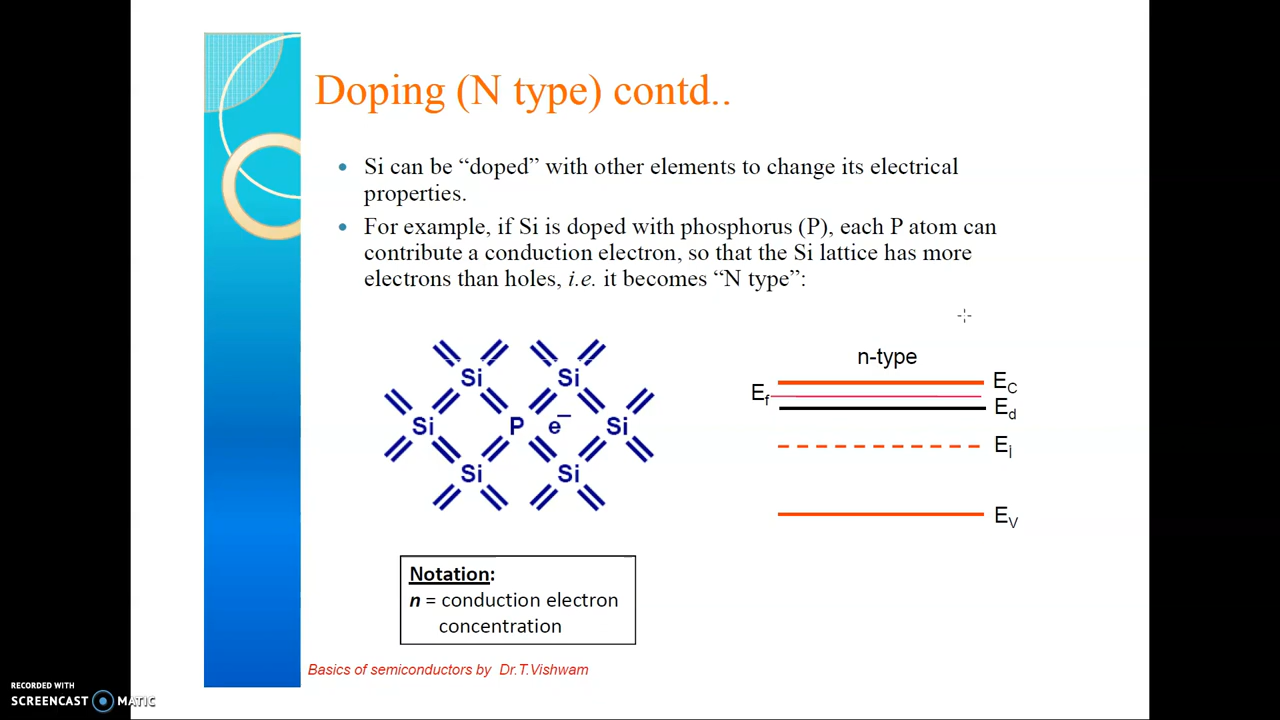 Doping (N type) contd..
Si can be “doped” with other elements to change its electrical
properties.
For example, if Si is doped with phosphorus (P), each P atom can
contribute a conduction electron, so that the Si lattice has more
electrons than holes, i.e. it becomes “N type”:
Si Si
Si P e− Si
Si Si
n-type
EC
Ef
Ed
Ei
EV
Notation:
n = conduction electron
concentration
Basics of semiconductors by Dr.T.Vishwam
RECORDED WITH
SCREENCAST MATIC